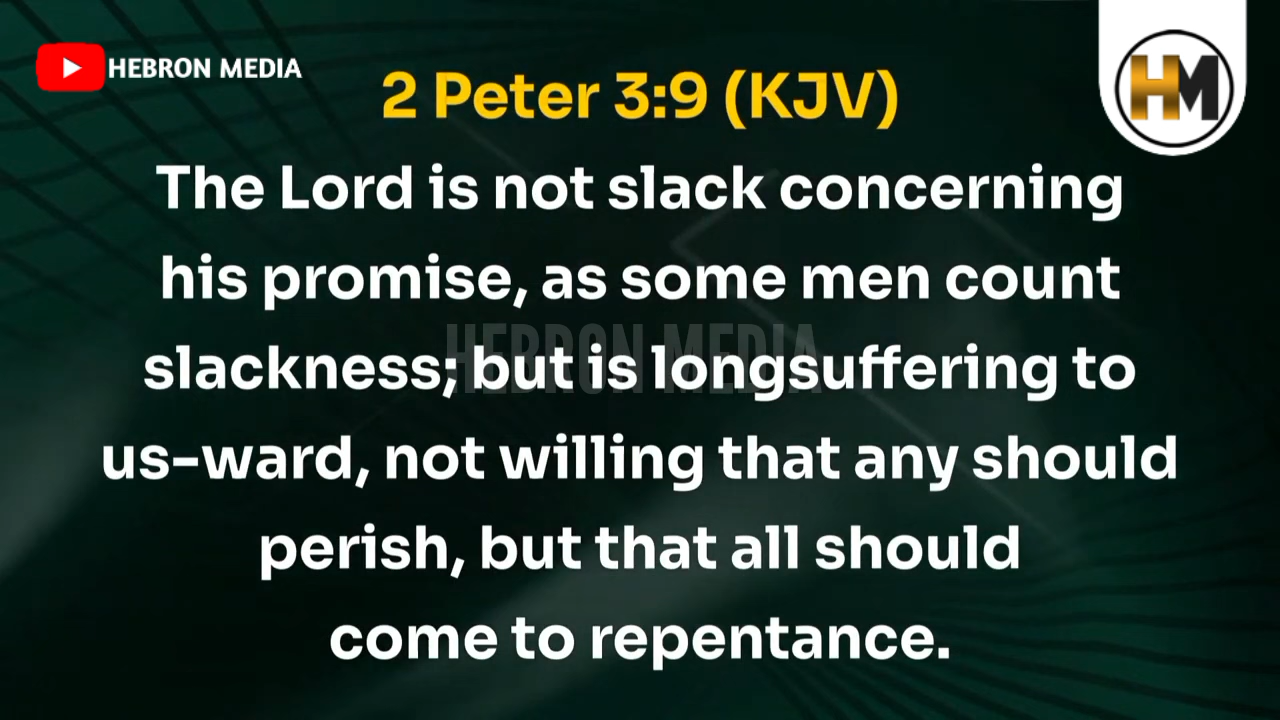 HEBRON MEDIA
HM
2 Peter 3:9 (KJV)
The Lord is not slack concerning
his promise, as some men count
slackness; but is longsuffering to
us-ward, not willing that any should
perish, but that all should
come to repentance.
HEBRON MEDIA